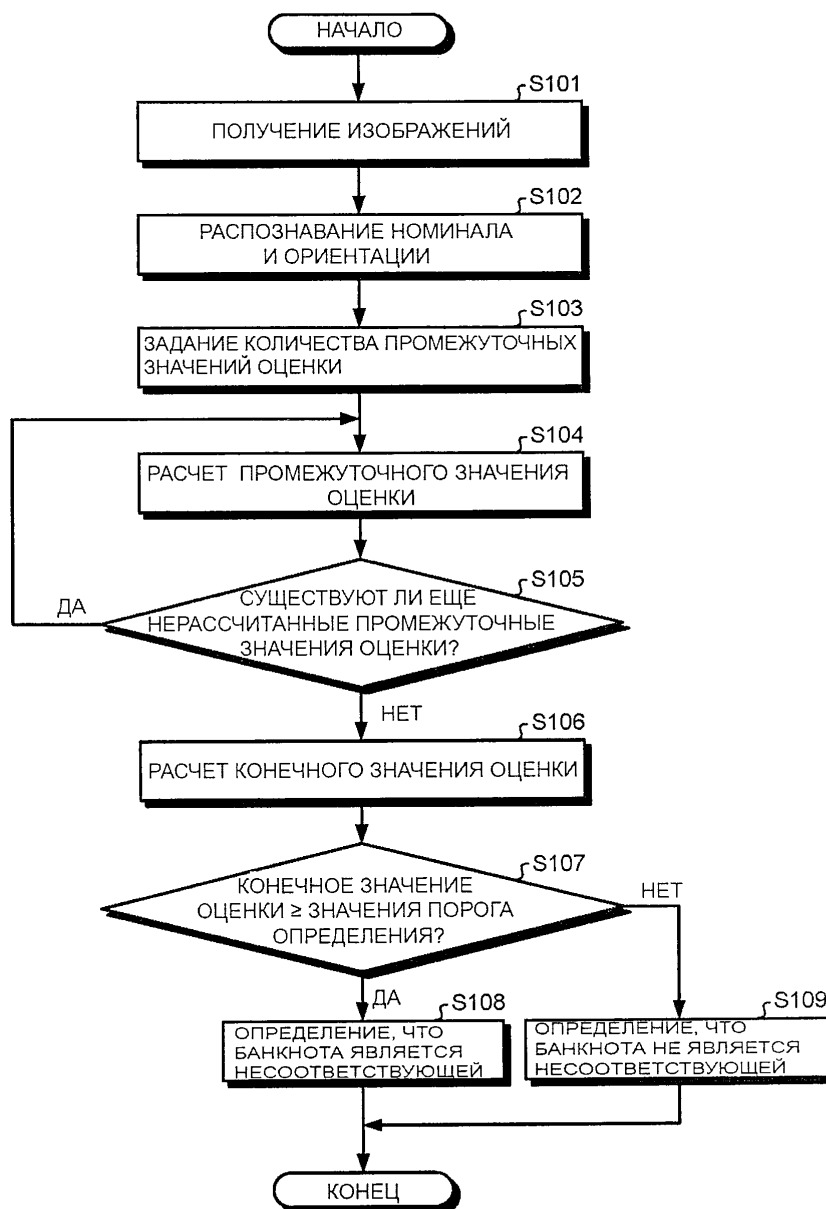 НАЧАЛО
S101
ПОЛУЧЕНИЕ ИЗОБРАЖЕНИЙ
S102
РАСПОЗНАВАНИЕ НОМИНАЛА
И ОРИЕНТАЦИИ
S103
ЗАДАНИЕ КОЛИЧЕСТВА ПРОМЕЖУТОЧНЫХ
ЗНАЧЕНИЙ ОЦЕНКИ
S104
РАСЧЕТ ПРОМЕЖУТОЧНОГО ЗНАЧЕНИЯ
ОЦЕНКИ
S105
СУЩЕСТВУЮТ ЛИ ЕЩЕ
НЕРАССЧИТАННЫЕ ПРОМЕЖУТОЧНЫЕ
ЗНАЧЕНИЯ ОЦЕНКИ?
ДА
НЕТ
S106
РАСЧЕТ КОНЕЧНОГО ЗНАЧЕНИЯ ОЦЕНКИ
S107
КОНЕЧНОЕ ЗНАЧЕНИЕ
ОЦЕНКИ ≥ ЗНАЧЕНИЯ ПОРОГА
ОПРЕДЕЛЕНИЯ?
НЕТ
ДА
S108
ОПРЕДЕЛЕНИЕ, ЧТО
БАНКНОТА ЯВЛЯЕТСЯ
НЕСООТВЕТСТВУЮЩЕЙ
S109
ОПРЕДЕЛЕНИЕ, ЧТО
БАНКНОТА НЕ ЯВЛЯЕТСЯ
НЕСООТВЕТСТВУЮЩЕЙ
КОНЕЦ